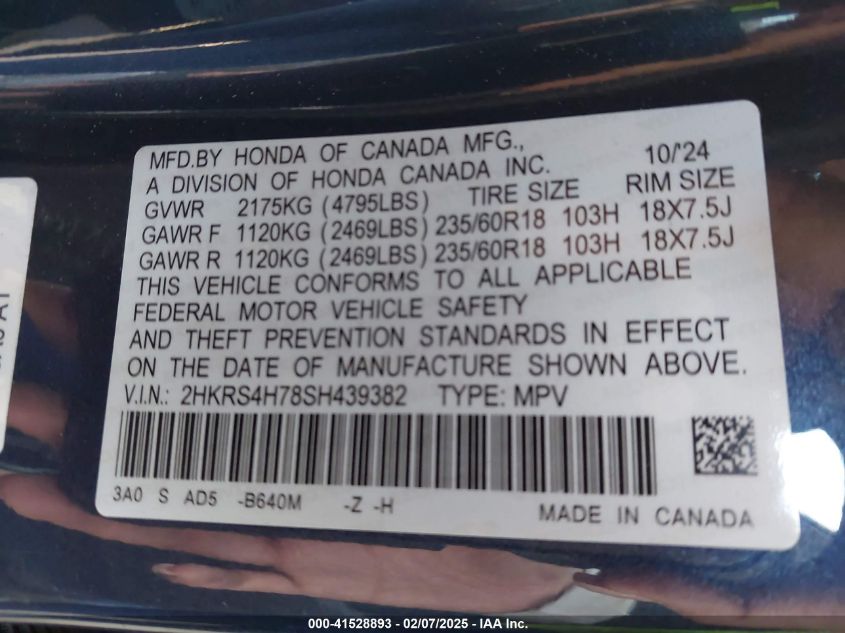 MFD.BY HONDA OF CANADA MFG., 10/'24
A DIVISION OF HONDA CANADA INC. TIRE SIZE RIM SIZE
GVWR 2175KG (4795LBS)
GAWR F 1120KG (2469LBS) 235/60R18 103H 18X7.5J
GAWR R 1120KG (2469LBS) 235/60R18 103H 18X7.5J
THIS VEHICLE CONFORMS TO ALL APPLICABLE
FEDERAL MOTOR VEHICLE SAFETY
AND THEFT PREVENTION STANDARDS IN EFFECT
ON THE DATE OF MANUFACTURE SHOWN ABOVE.
V.I.N.: 2HKRS4H78SH439382 TYPE: MPV
3A0 S AD5 -B640M -Z -H
MADE IN CANADA
000-41528893 - 02/07/2025 - IAA Inc.